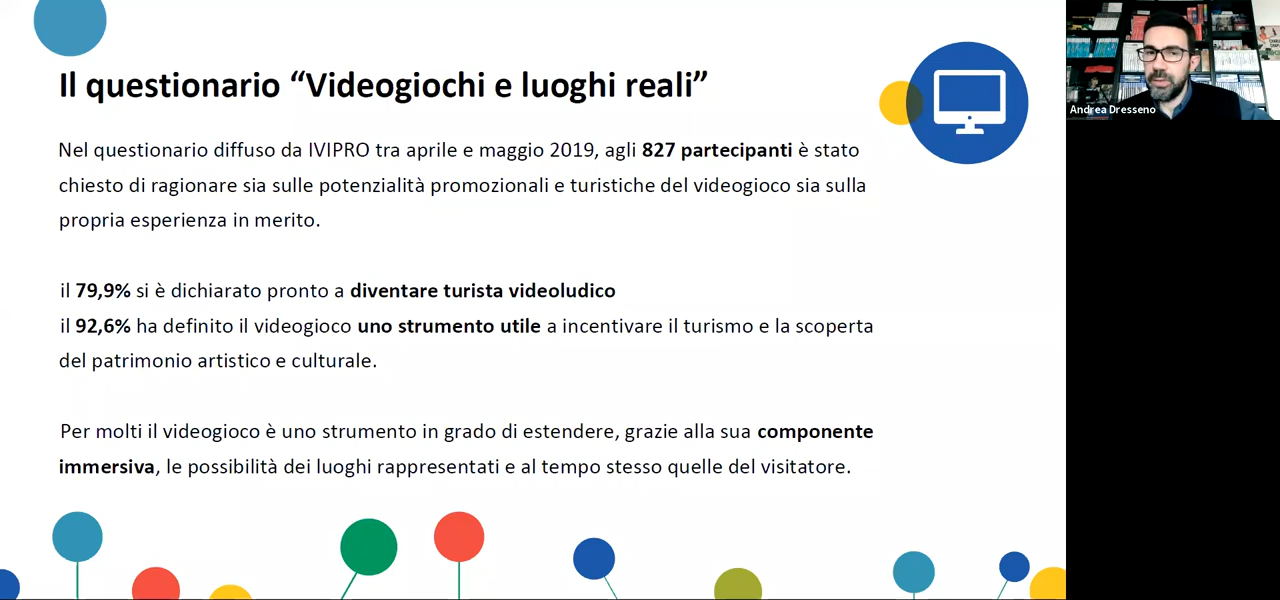 Il questionario “Videogiochi e luoghi reali”
Nel questionario diffuso da IVIPRO tra aprile e maggio 2019, agli 827 partecipanti è stato
chiesto di ragionare sia sulle potenzialità promozionali e turistiche del videogioco sia sulla
propria esperienza in merito.
il 79,9% si è dichiarato pronto a diventare turista videoludico
il 92,6% ha definito il videogioco uno strumento utile a incentivare il turismo e la scoperta
del patrimonio artistico e culturale.
Per molti il videogioco è uno strumento in grado di estendere, grazie alla sua componente
immersiva, le possibilità dei luoghi rappresentati e al tempo stesso quelle del visitatore.
Andrea Dresseno